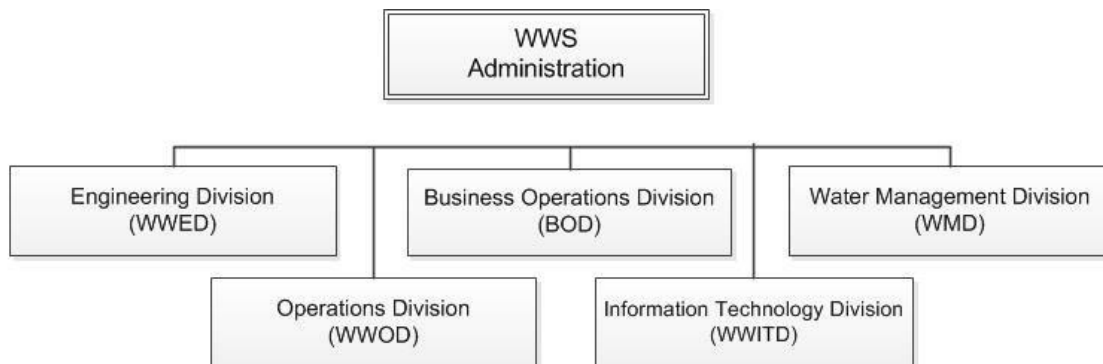 WWS
Administration
Engineering Division
(WWED)
Business Operations Division
(BOD)
Water Management Division
(WMD)
Operations Division
(WWOD)
Information Technology Division
(WWITD)